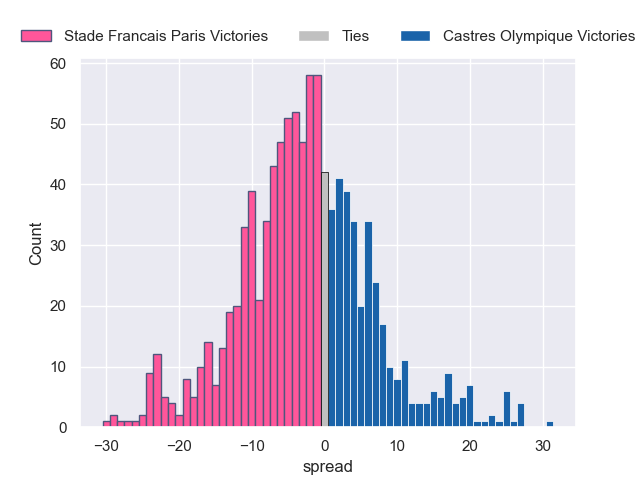 Stade Francais Paris Victories Ties Castres Olympique Victories
60
50
40
30
20
10
0
Count
−30 −20 −10 0 10 20 30
spread